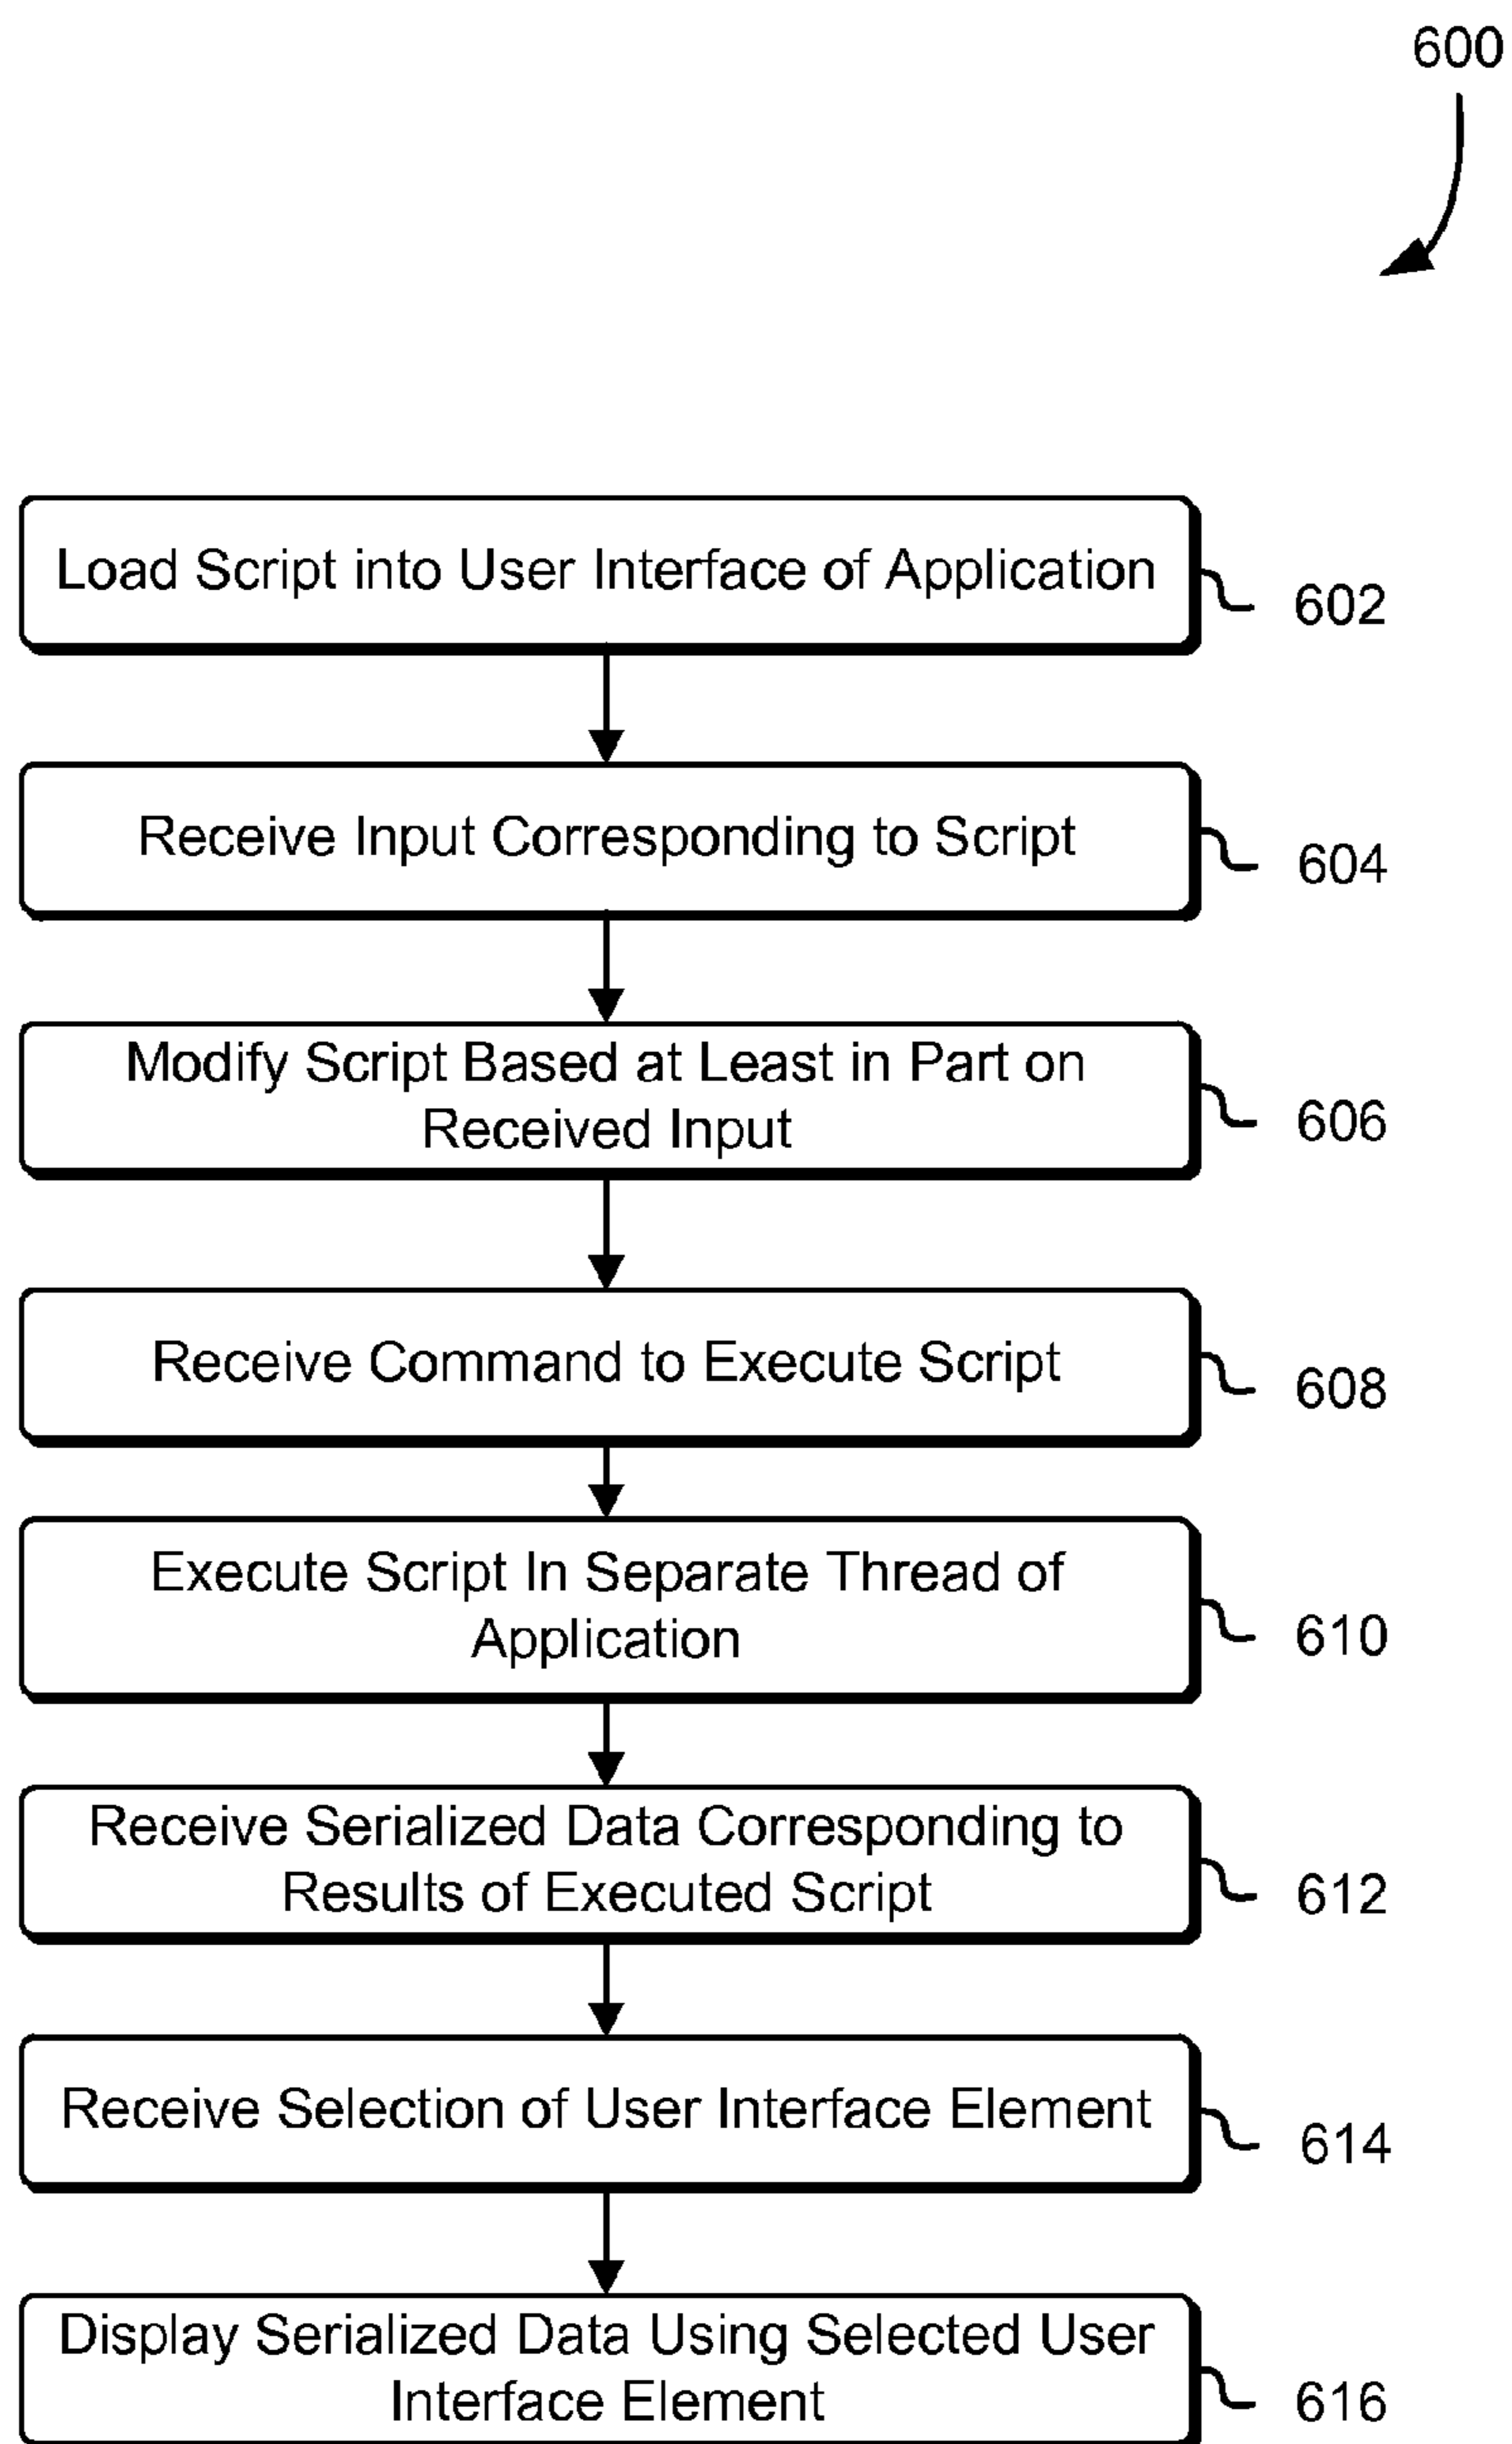 600
Load Script into User Interface of Application
602
Receive Input Corresponding to Script
604
Modify Script Based at Least in Part on
Received Input
606
Receive Command to Execute Script
608
Execute Script In Separate Thread of
Application
610
Receive Serialized Data Corresponding to
Results of Executed Script
612
Receive Selection of User Interface Element
614
Display Serialized Data Using Selected User
Interface Element
616